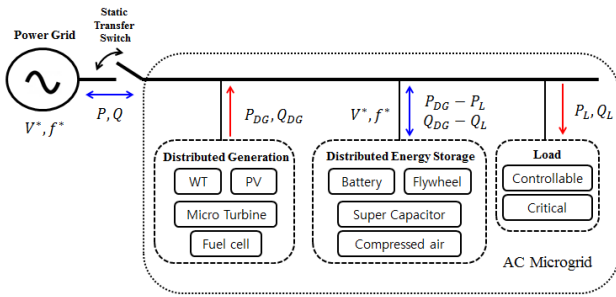 Static
Transfer
Switch
Power Grid
P, Q
V*, f*
P_DG, Q_DG
V*, f*
P_DG − P_L
Q_DG − Q_L
P_L, Q_L
Distributed Generation
WT
PV
Micro Turbine
Fuel cell
Distributed Energy Storage
Battery
Flywheel
Super Capacitor
Compressed air
Load
Controllable
Critical
AC Microgrid